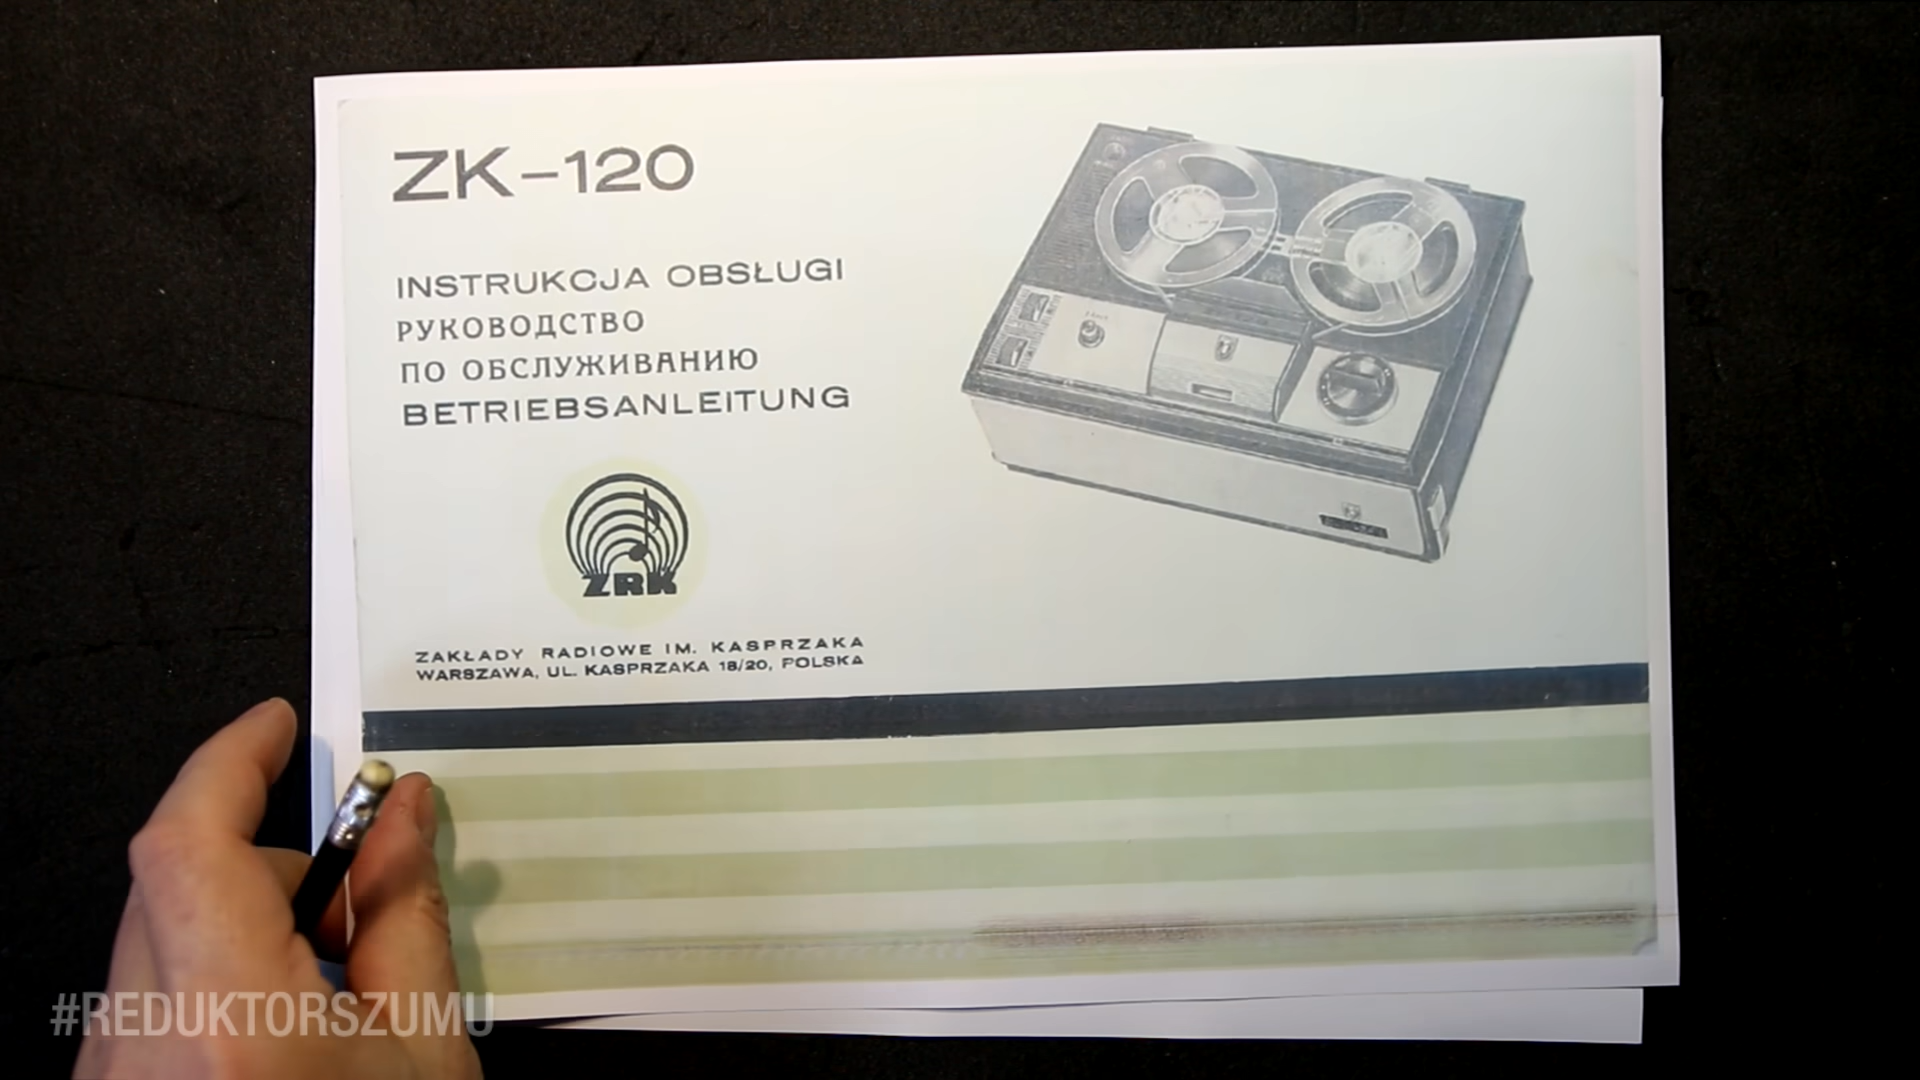 ZK-120
INSTRUKCJA OBSŁUGI
РУКОВОДСТВО
ПО ОБСЛУЖИВАНИЮ
BETRIEBSANLEITUNG
ZRK
ZAKŁADY RADIOWE IM. KASPRZAKA
WARSZAWA, UL. KASPRZAKA 18/20, POLSKA
#REDUKTORSZUMU